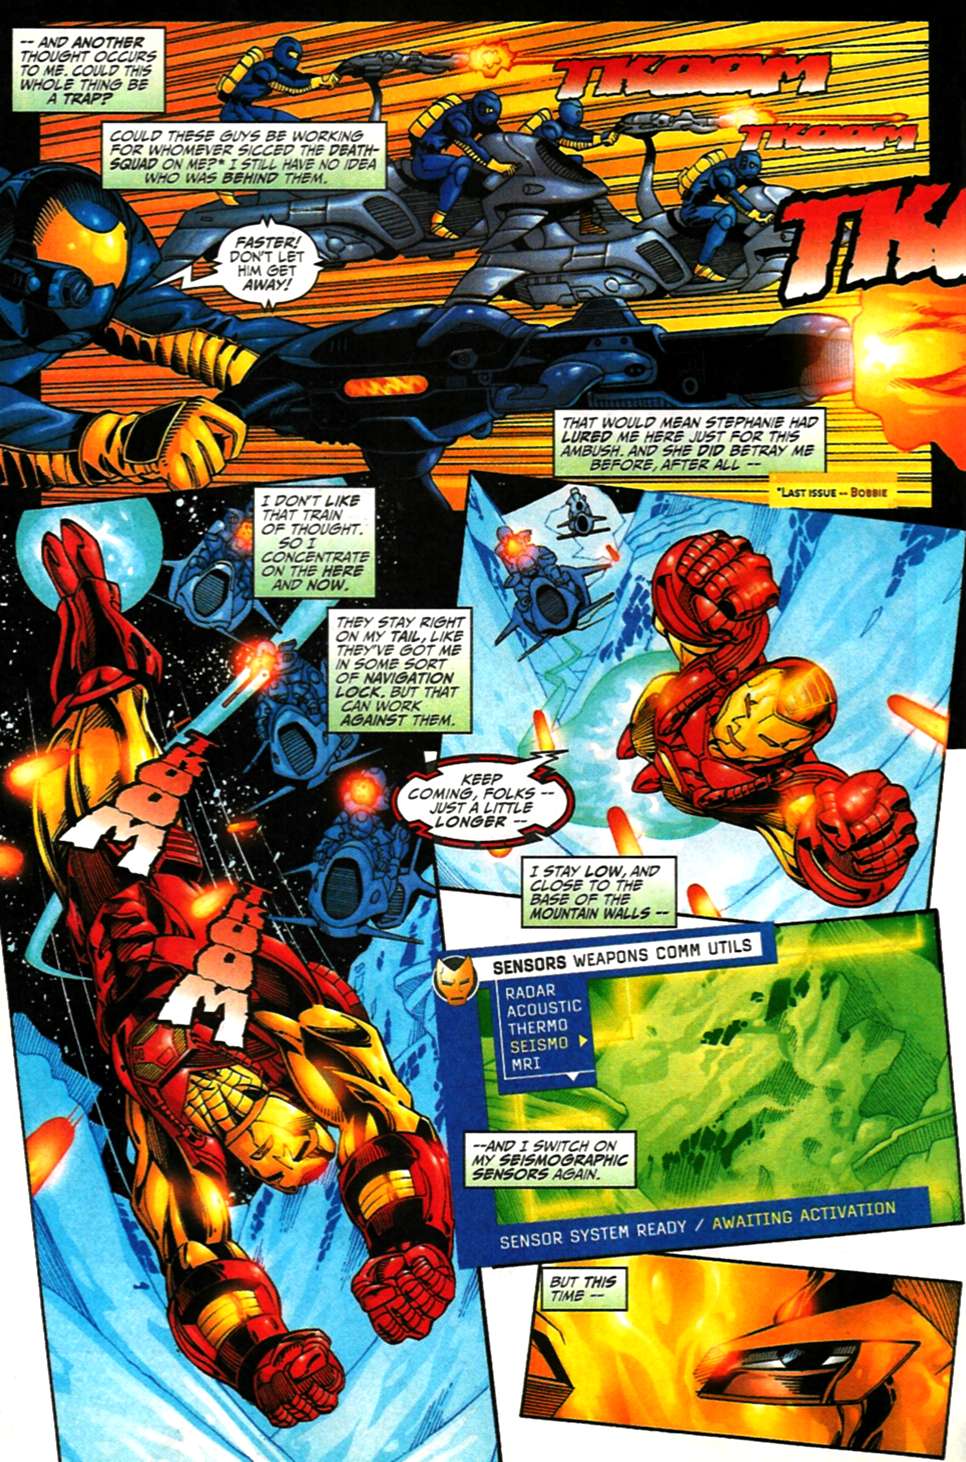 -- AND ANOTHER
THOUGHT OCCURS
TO ME. COULD THIS
WHOLE THING BE
A TRAP?
COULD THESE GUYS BE WORKING
FOR WHOMEVER SICCED THE DEATH-
SQUAD ON ME?* I STILL HAVE NO IDEA
WHO WAS BEHIND THEM.
TKOOM
TKOOM
FASTER!
DON'T LET
HIM GET
AWAY!
THAT WOULD MEAN STEPHANIE HAD
LURED ME HERE JUST FOR THIS
AMBUSH. AND SHE DID BETRAY ME
BEFORE, AFTER ALL --
*LAST ISSUE -- BOBBIE
I DON'T LIKE
THAT TRAIN
OF THOUGHT.
SO I
CONCENTRATE
ON THE HERE
AND NOW.
THEY STAY RIGHT
ON MY TAIL, LIKE
THEY'VE GOT ME
IN SOME SORT
OF NAVIGATION
LOCK. BUT THAT
CAN WORK
AGAINST THEM.
KEEP
COMING, FOLKS --
JUST A LITTLE
LONGER --
I STAY LOW, AND
CLOSE TO THE
BASE OF THE
MOUNTAIN WALLS --
SENSORS WEAPONS COMM UTILS
RADAR
ACOUSTIC
THERMO
SEISMO
MRI
--AND I SWITCH ON
MY SEISMOGRAPHIC
SENSORS AGAIN.
SENSOR SYSTEM READY / AWAITING ACTIVATION
BUT THIS
TIME --